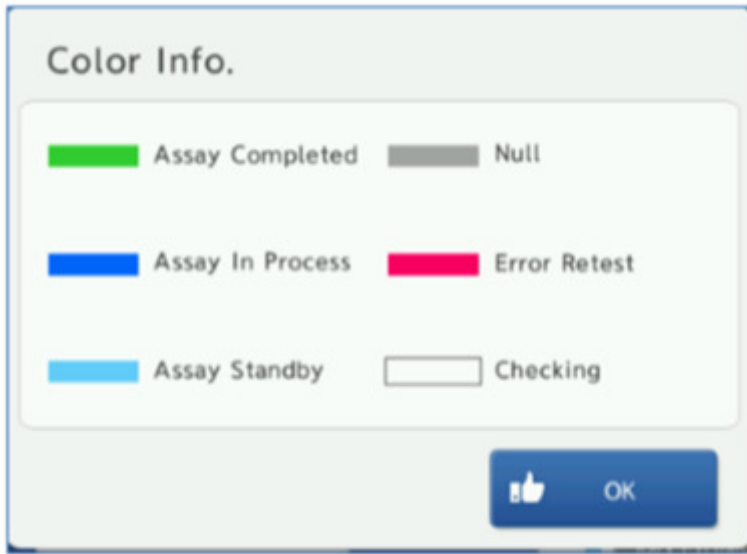 Color Info.
Assay Completed
Null
Assay In Process
Error Retest
Assay Standby
Checking
OK